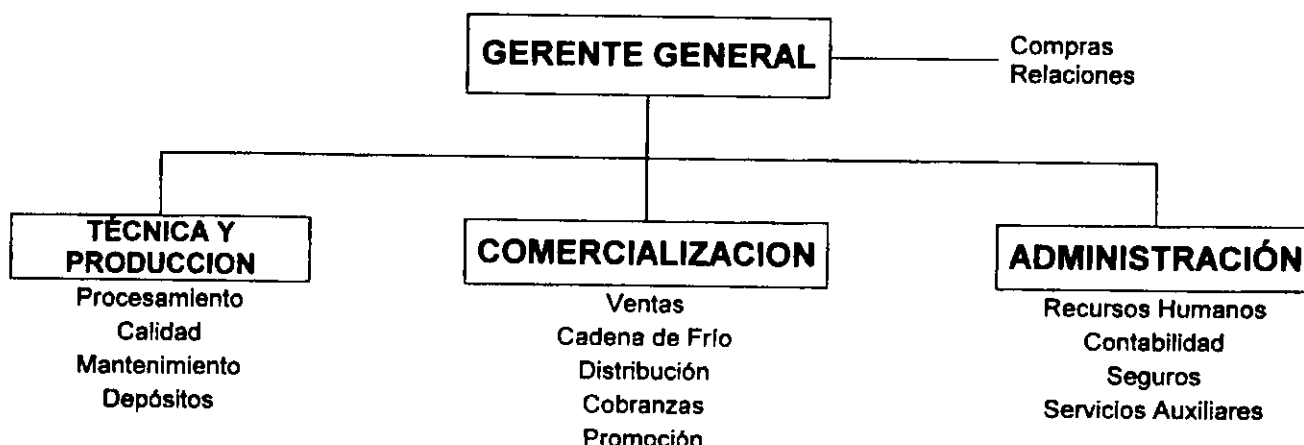 GERENTE GENERAL
Compras
Relaciones
TÉCNICA Y
PRODUCCION
Procesamiento
Calidad
Mantenimiento
Depósitos
COMERCIALIZACION
Ventas
Cadena de Frío
Distribución
Cobranzas
Promoción
ADMINISTRACIÓN
Recursos Humanos
Contabilidad
Seguros
Servicios Auxiliares